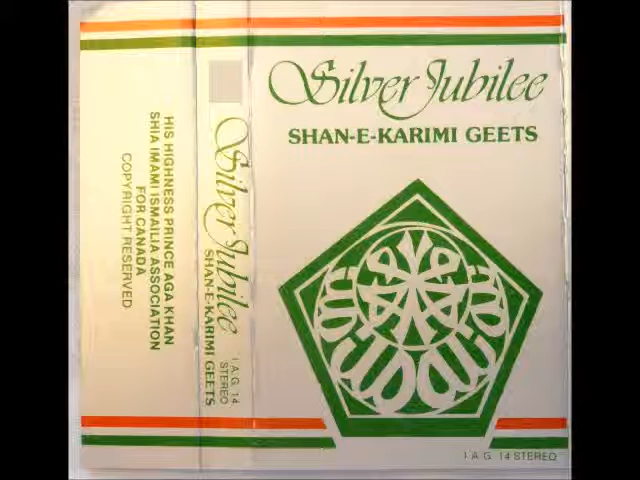 Silver Jubilee
SHAN-E-KARIMI GEETS
I.A.G. 14 STEREO
Silver Jubilee
SHAN-E-KARIMI GEETS
I.A.G. 14
STEREO
HIS HIGHNESS PRINCE AGA KHAN
SHIA IMAMI ISMAILIA ASSOCIATION
FOR CANADA
COPYRIGHT RESERVED